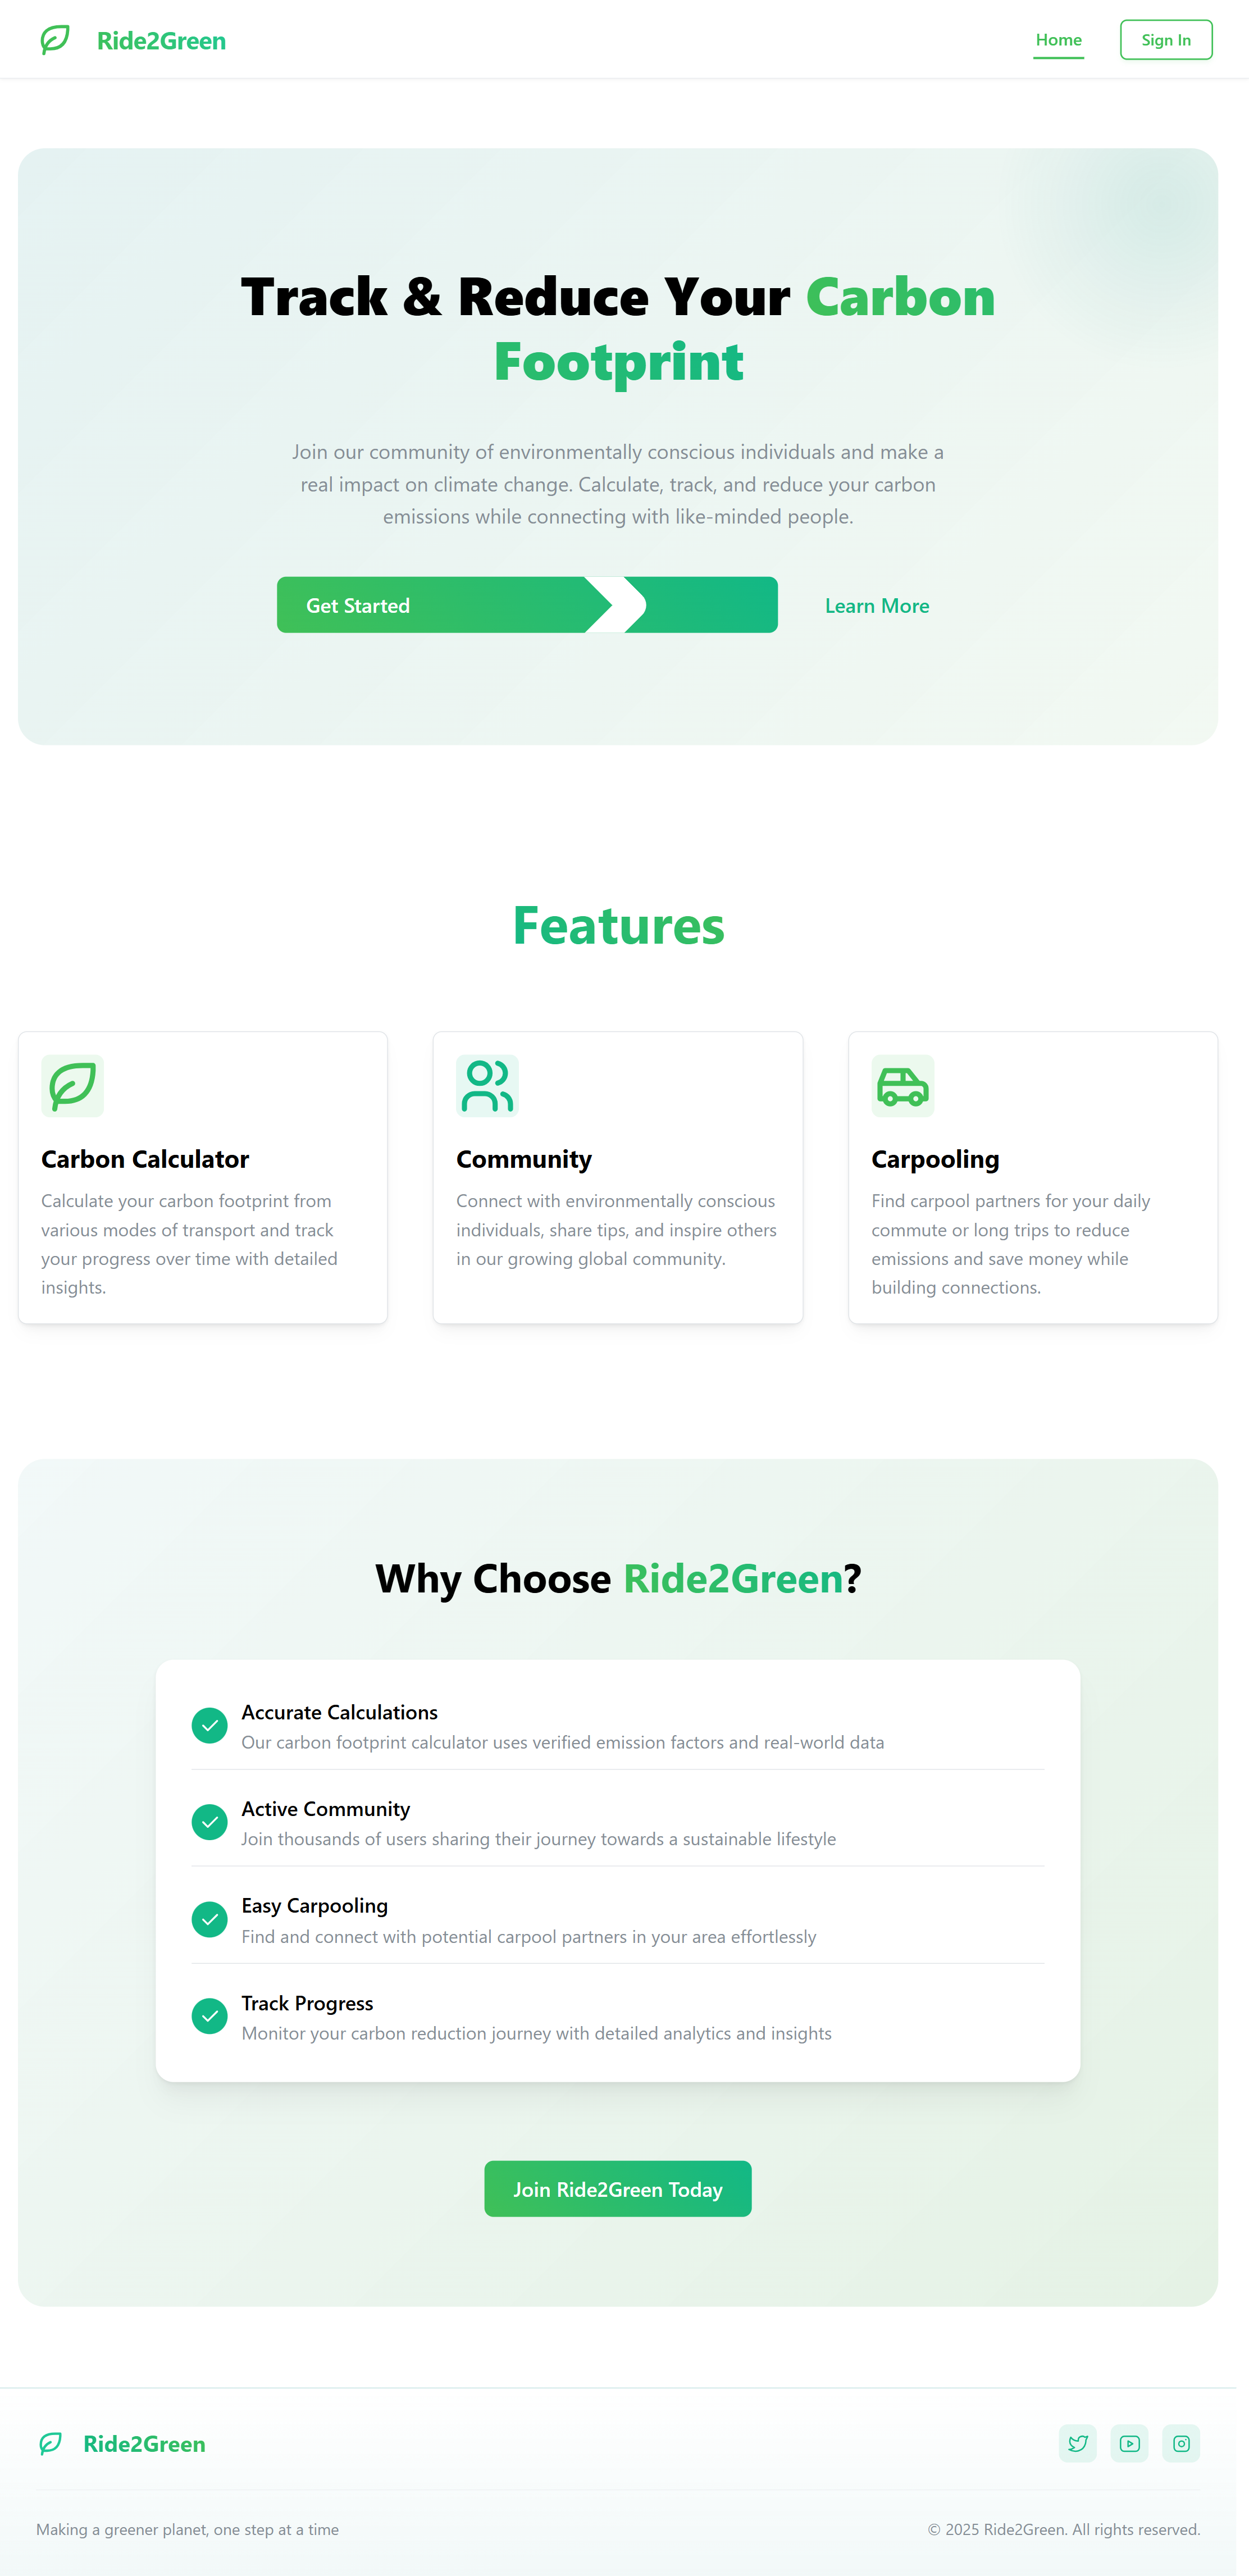 Ride2Green
Home
Sign In
Track & Reduce Your Carbon
Footprint
Join our community of environmentally conscious individuals and make a
real impact on climate change. Calculate, track, and reduce your carbon
emissions while connecting with like-minded people.
Get Started
Learn More
Features
Carbon Calculator
Calculate your carbon footprint from
various modes of transport and track
your progress over time with detailed
insights.
Community
Connect with environmentally conscious
individuals, share tips, and inspire others
in our growing global community.
Carpooling
Find carpool partners for your daily
commute or long trips to reduce
emissions and save money while
building connections.
Why Choose Ride2Green?
Accurate Calculations
Our carbon footprint calculator uses verified emission factors and real-world data
Active Community
Join thousands of users sharing their journey towards a sustainable lifestyle
Easy Carpooling
Find and connect with potential carpool partners in your area effortlessly
Track Progress
Monitor your carbon reduction journey with detailed analytics and insights
Join Ride2Green Today
Ride2Green
Making a greener planet, one step at a time
© 2025 Ride2Green. All rights reserved.